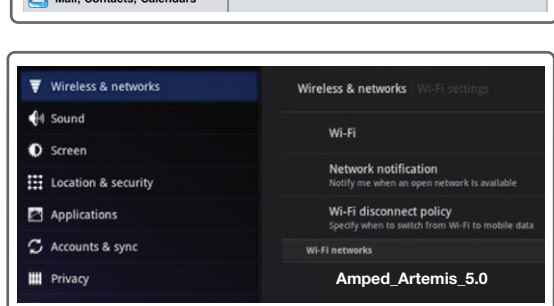 Mail, Contacts, Calendars
Wireless & networks
Sound
Screen
Location & security
Applications
Accounts & sync
Privacy
Wireless & networks Wi-Fi settings
Wi-Fi
Network notification
Notify me when an open network is available
Wi-Fi disconnect policy
Specify when to switch from Wi-Fi to mobile data
Wi-Fi networks
Amped_Artemis_5.0